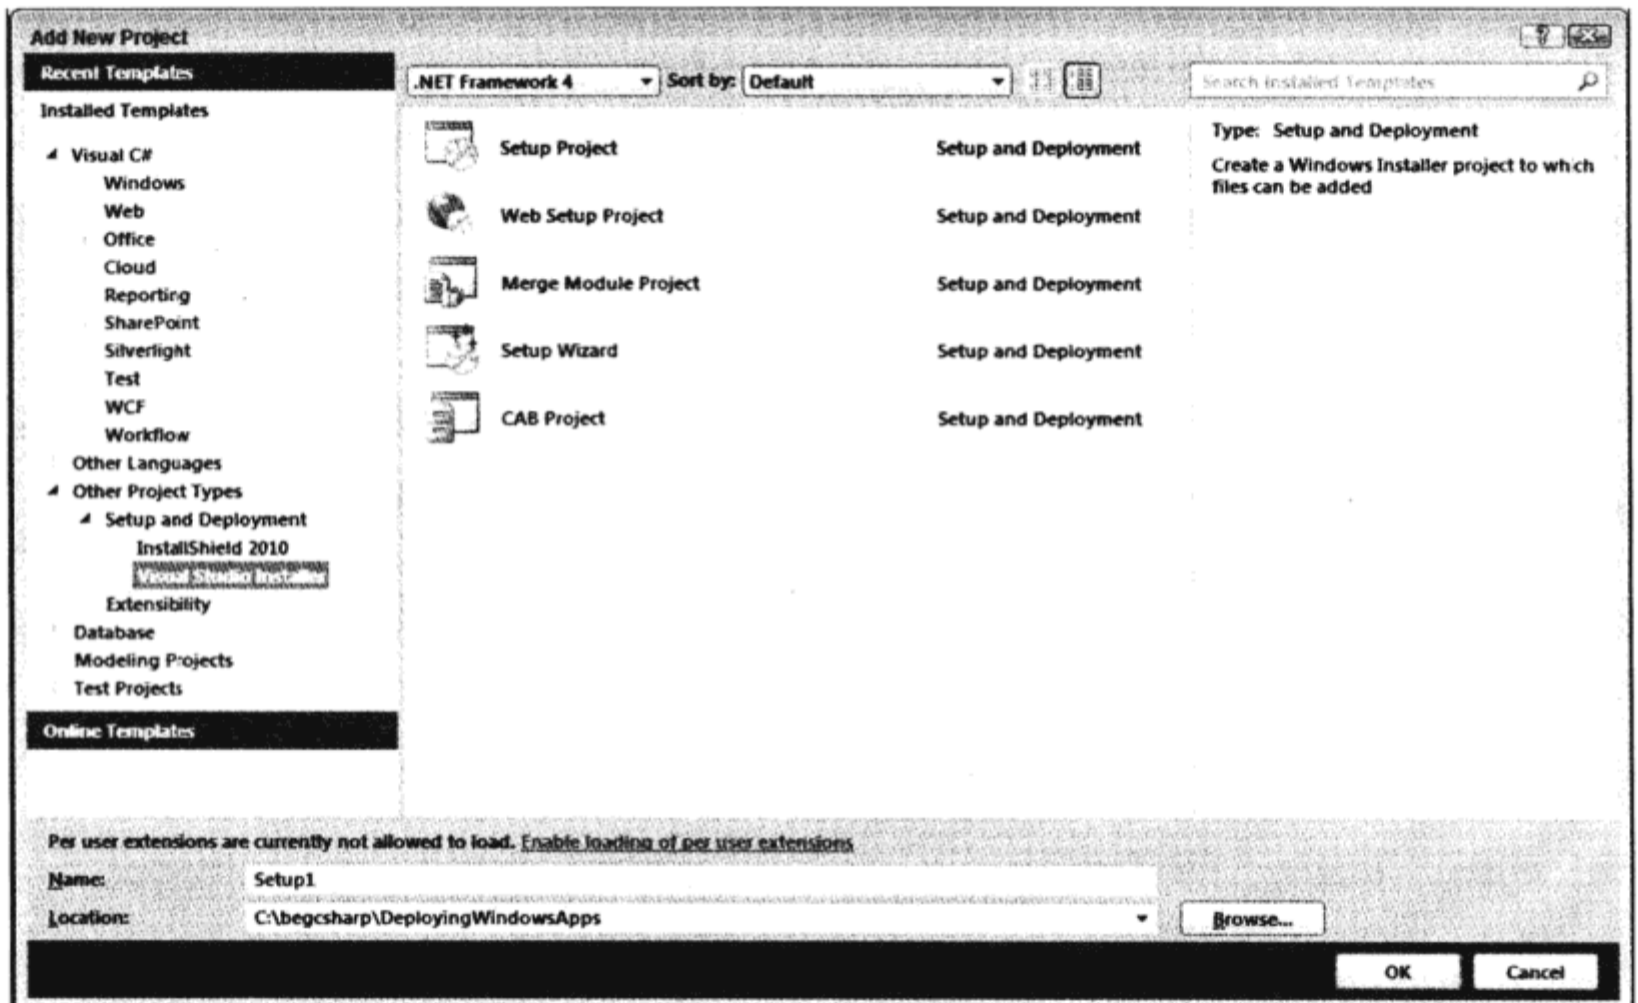 Add New Project
Recent Templates
.NET Framework 4 Sort by: Default Search Installed Templates
Installed Templates
Visual C#
Windows
Web
Office
Cloud
Reporting
SharePoint
Silverlight
Test
WCF
Workflow
Other Languages
Other Project Types
Setup and Deployment
InstallShield 2010
Visual Studio Installer
Extensibility
Database
Modeling Projects
Test Projects
Online Templates
Setup Project Setup and Deployment
Web Setup Project Setup and Deployment
Merge Module Project Setup and Deployment
Setup Wizard Setup and Deployment
CAB Project Setup and Deployment
Type: Setup and Deployment
Create a Windows Installer project to which
files can be added
Per user extensions are currently not allowed to load. Enable loading of per user extensions
Name: Setup1
Location: C:\begcsharp\DeployingWindowsApps Browse...
OK Cancel